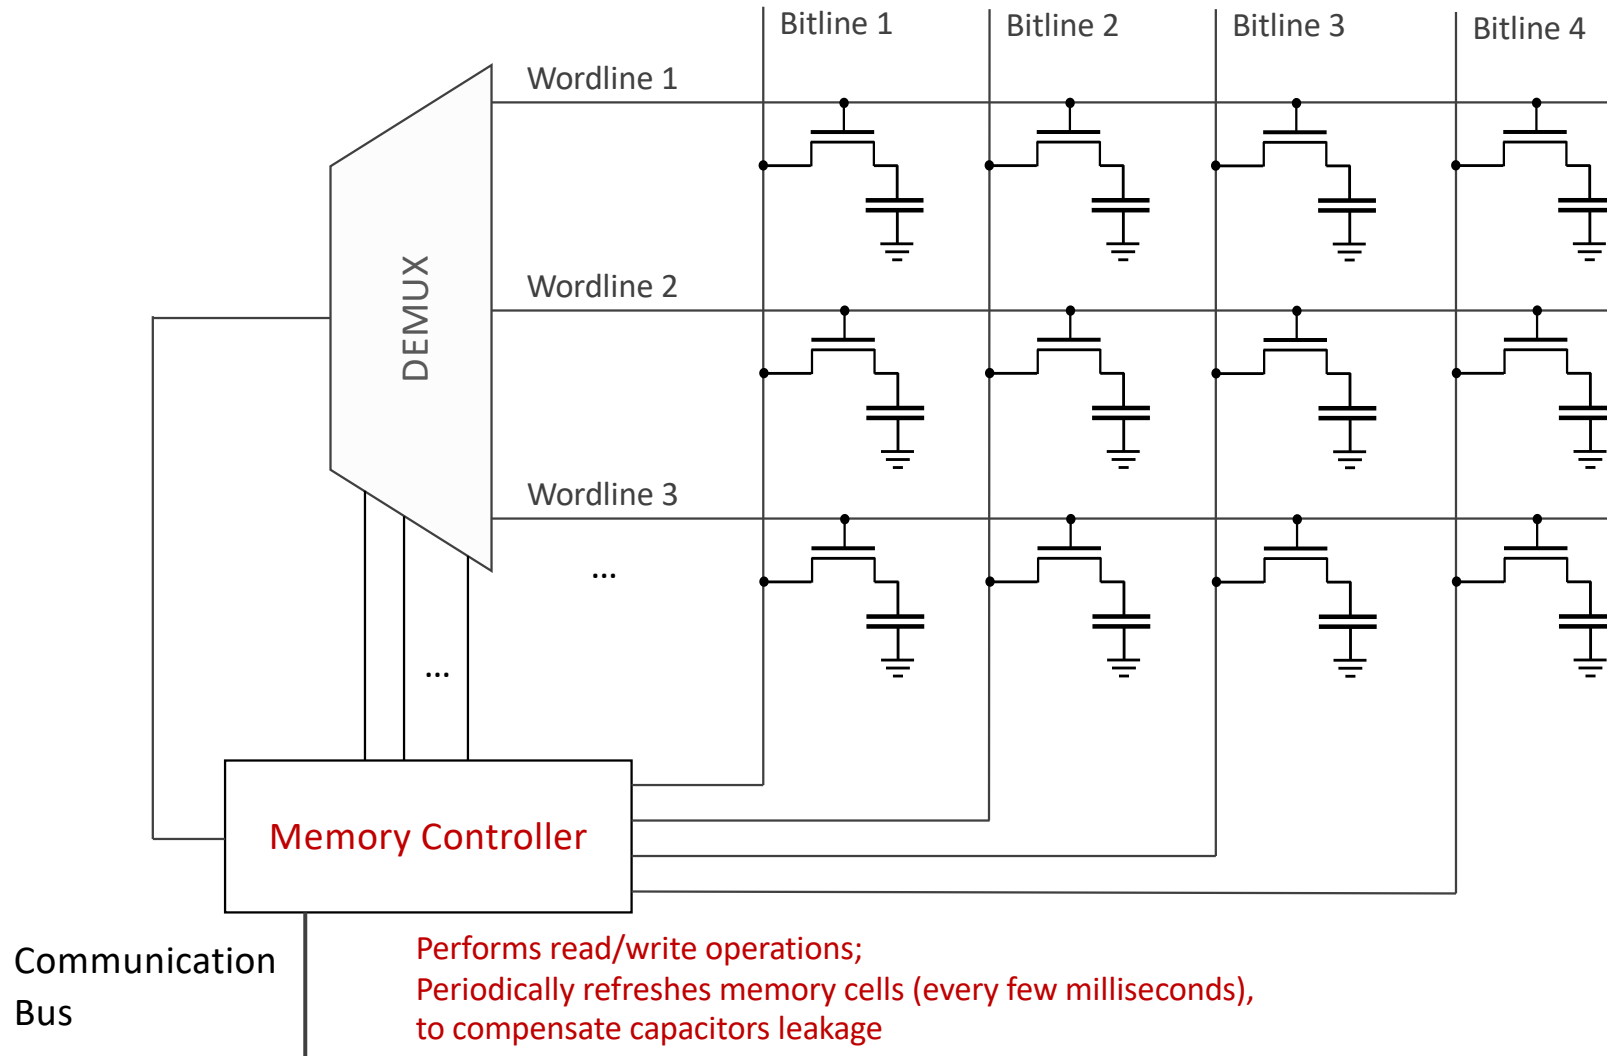 Bitline 1
Bitline 2
Bitline 3
Bitline 4
Wordline 1
Wordline 2
DEMUX
Wordline 3
...
...
Memory Controller
Communication
Bus
Performs read/write operations;
Periodically refreshes memory cells (every few milliseconds),
to compensate capacitors leakage